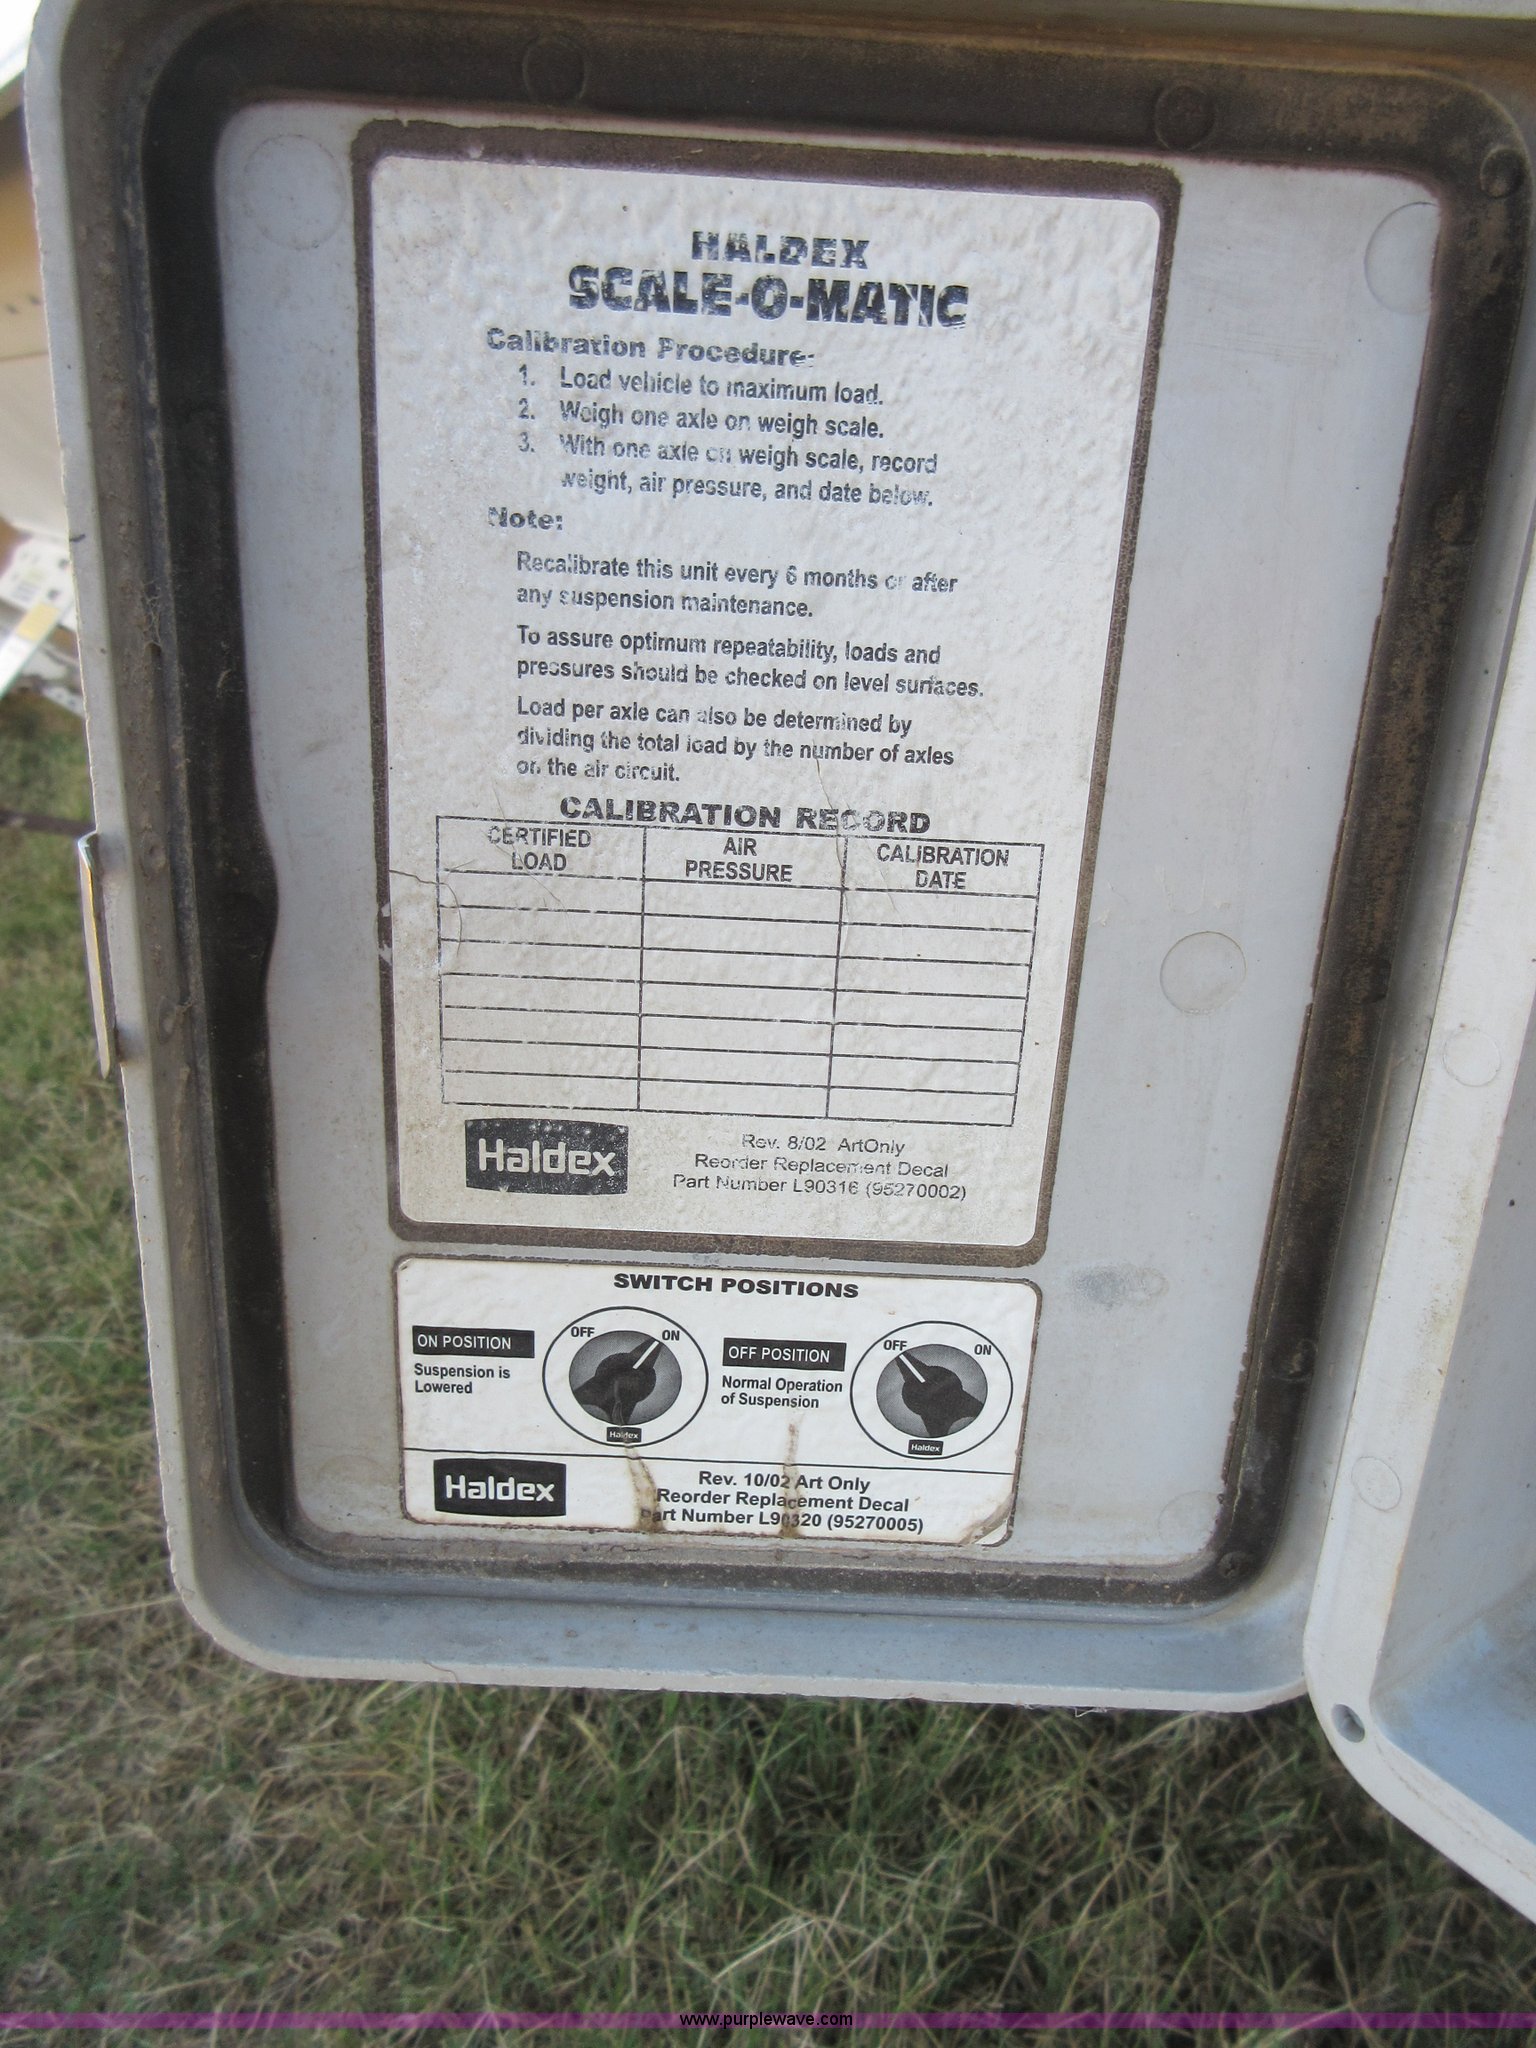 HALDEX
SCALE-O-MATIC
Calibration Procedure:
1. Load vehicle to maximum load.
2. Weigh one axle on weigh scale.
3. With one axle on weigh scale, record
weight, air pressure, and date below.
Note:
Recalibrate this unit every 6 months or after
any suspension maintenance.
To assure optimum repeatability, loads and
pressures should be checked on level surfaces.
Load per axle can also be determined by
dividing the total load by the number of axles
on the air circuit.
CALIBRATION RECORD
CERTIFIED
LOAD
AIR
PRESSURE
CALIBRATION
DATE
Haldex
Rev. 8/02 ArtOnly
Reorder Replacement Decal
Part Number L90316 (95270002)
SWITCH POSITIONS
ON POSITION
Suspension is
Lowered
OFF ON
Haldex
OFF POSITION
Normal Operation
of Suspension
OFF ON
Haldex
Haldex
Rev. 10/02 Art Only
Reorder Replacement Decal
Part Number L90320 (95270005)
www.purplewave.com